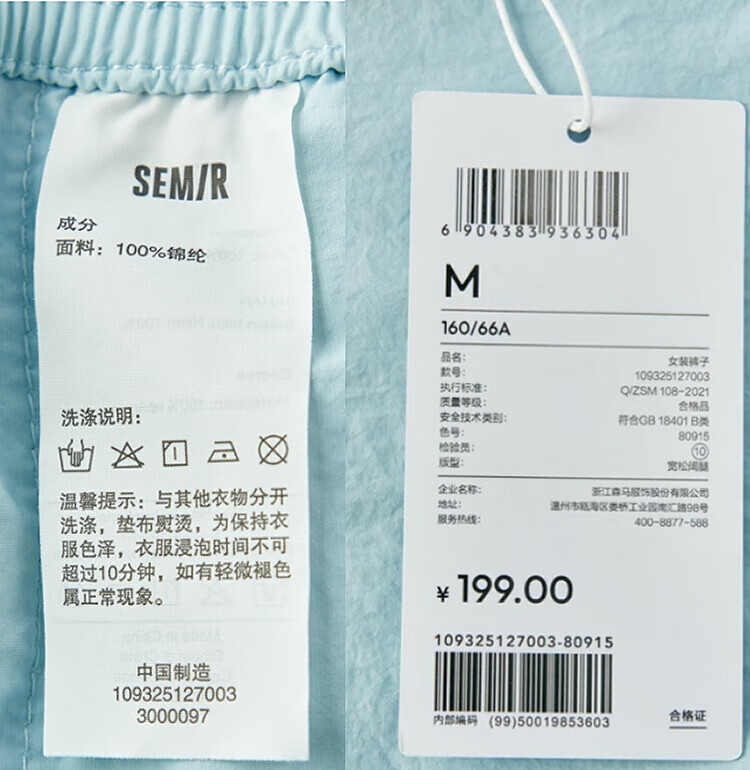 SEMIR
成分
面料：100%锦纶
洗涤说明：
温馨提示：与其他衣物分开
洗涤，垫布熨烫，为保持衣
服色泽，衣服浸泡时间不可
超过10分钟，如有轻微褪色
属正常现象。
中国制造
109325127003
3000097
6 904383 936304
M
160/66A
品名： 女装裤子
款号： 109325127003
执行标准： Q/ZSM 108-2021
质量等级： 合格品
安全技术类别： 符合GB 18401 B类
色号： 80915
检验员： 10
版型： 宽松阔腿
企业名称： 浙江森马服饰股份有限公司
地址： 温州市瓯海区娄桥工业园南汇路98号
服务热线： 400-8877-588
¥ 199.00
109325127003-80915
内部编码 (99)50019853603
合格证